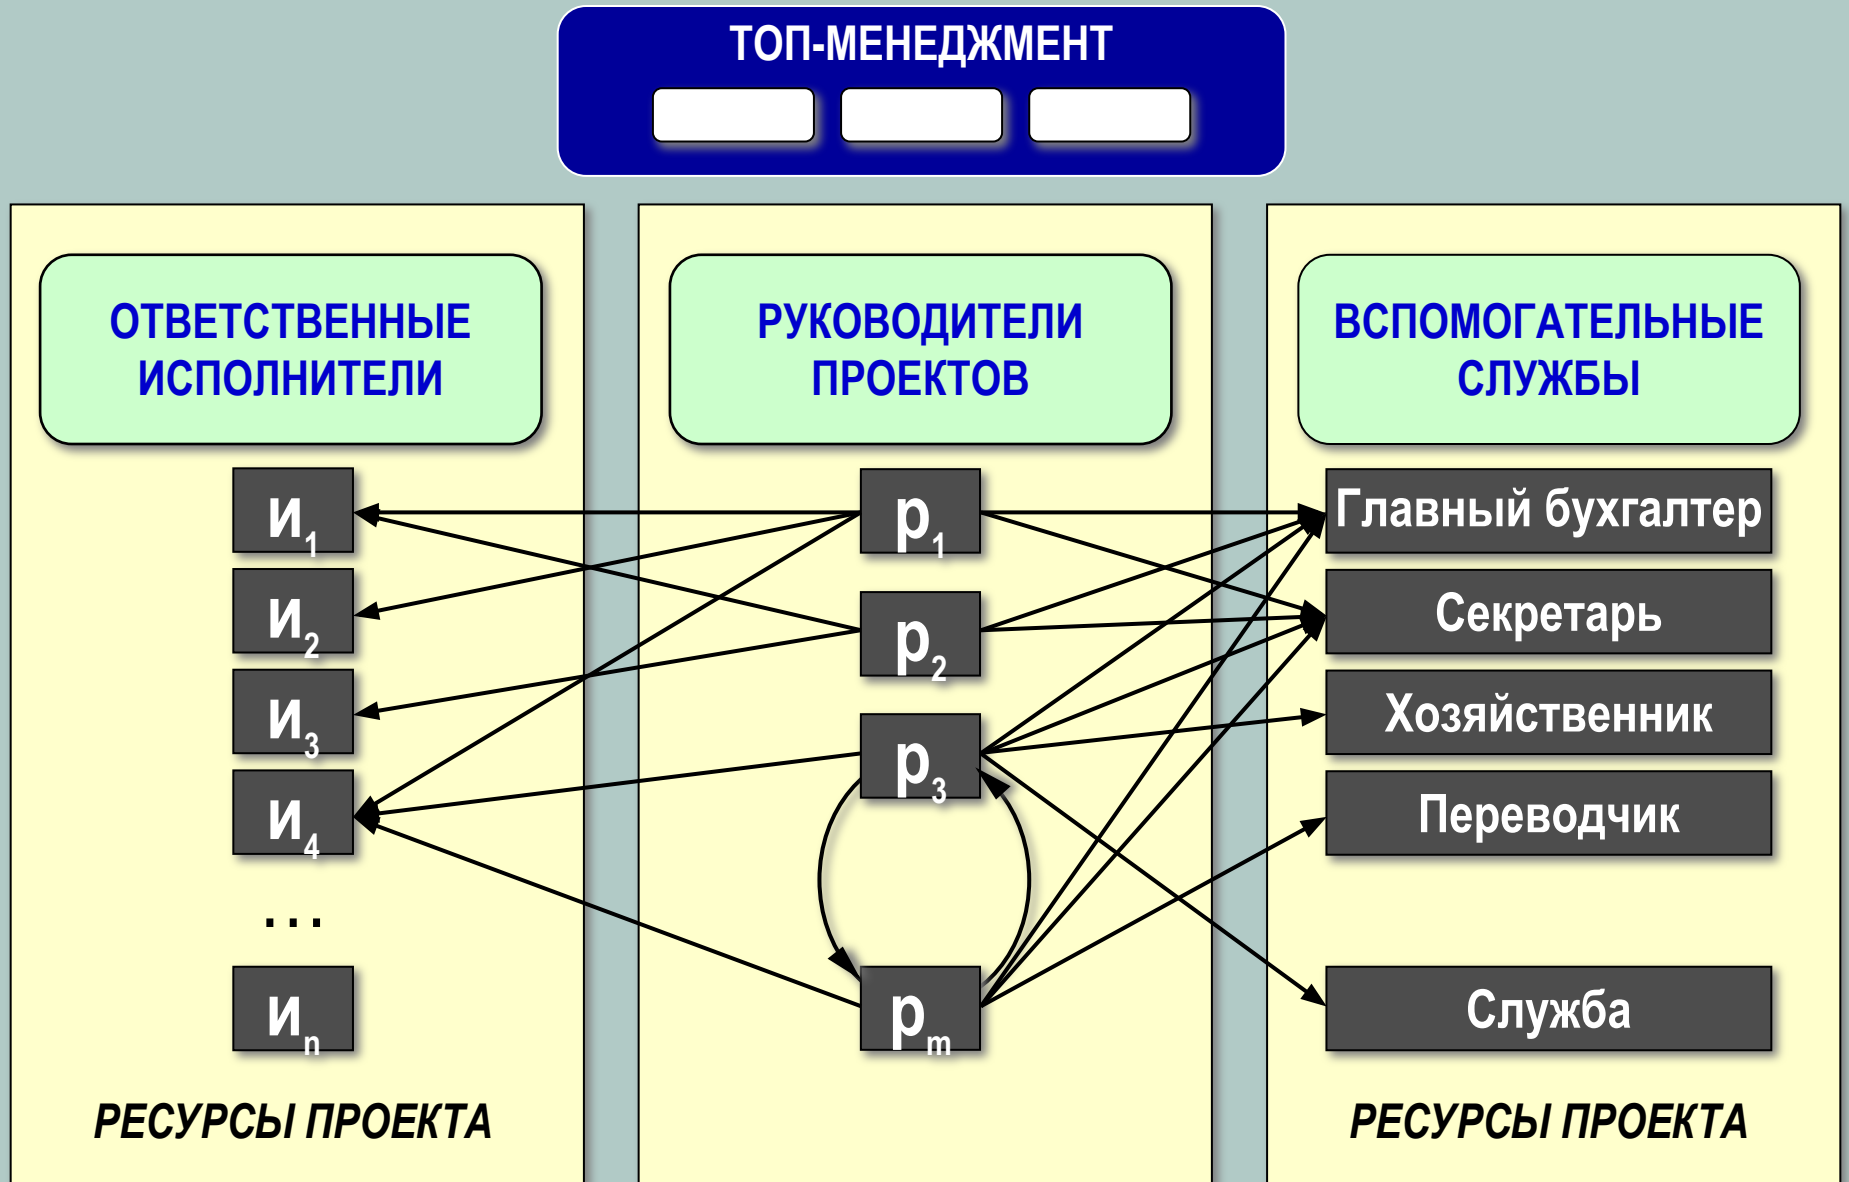 ТОП-МЕНЕДЖМЕНТ
ОТВЕТСТВЕННЫЕ
ИСПОЛНИТЕЛИ
и1
и2
и3
и4
...
иn
РЕСУРСЫ ПРОЕКТА
РУКОВОДИТЕЛИ
ПРОЕКТОВ
р1
р2
р3
рm
ВСПОМОГАТЕЛЬНЫЕ
СЛУЖБЫ
Главный бухгалтер
Секретарь
Хозяйственник
Переводчик
Служба
РЕСУРСЫ ПРОЕКТА